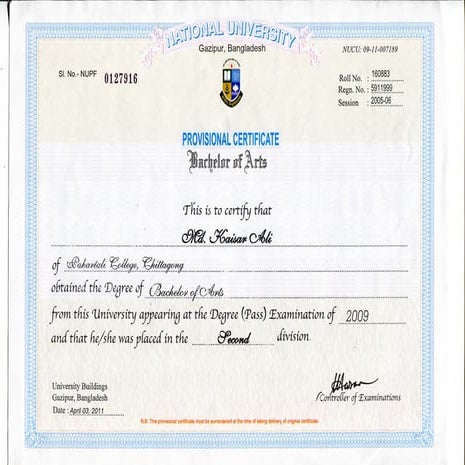 NATIONAL UNIVERSITY
Gazipur, Bangladesh
NUCU: 09-11-007189
Sl. No.- NUPF 0127916
Roll No. : 160883
Regn. No. : 5911999
Session : 2005-06
PROVISIONAL CERTIFICATE
Bachelor of Arts
This is to certify that
Md. Kaisar Ali
of Pahartali College, Chittagong
obtained the Degree of Bachelor of Arts
from this University appearing at the Degree (Pass) Examination of 2009
and that he/she was placed in the Second division.
University Buildings
Gazipur, Bangladesh
Date : April 03, 2011
Controller of Examinations
N.B. This provisional certificate must be surrendered at the time of taking delivery of original certificate.